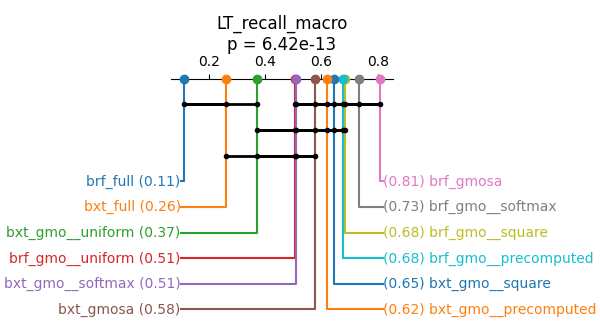 LT_recall_macro
p = 6.42e-13
0.2 0.4 0.6 0.8
brf_full (0.11)
bxt_full (0.26)
bxt_gmo__uniform (0.37)
brf_gmo__uniform (0.51)
bxt_gmo__softmax (0.51)
bxt_gmosa (0.58)
(0.81) brf_gmosa
(0.73) brf_gmo__softmax
(0.68) brf_gmo__square
(0.68) brf_gmo__precomputed
(0.65) bxt_gmo__square
(0.62) bxt_gmo__precomputed